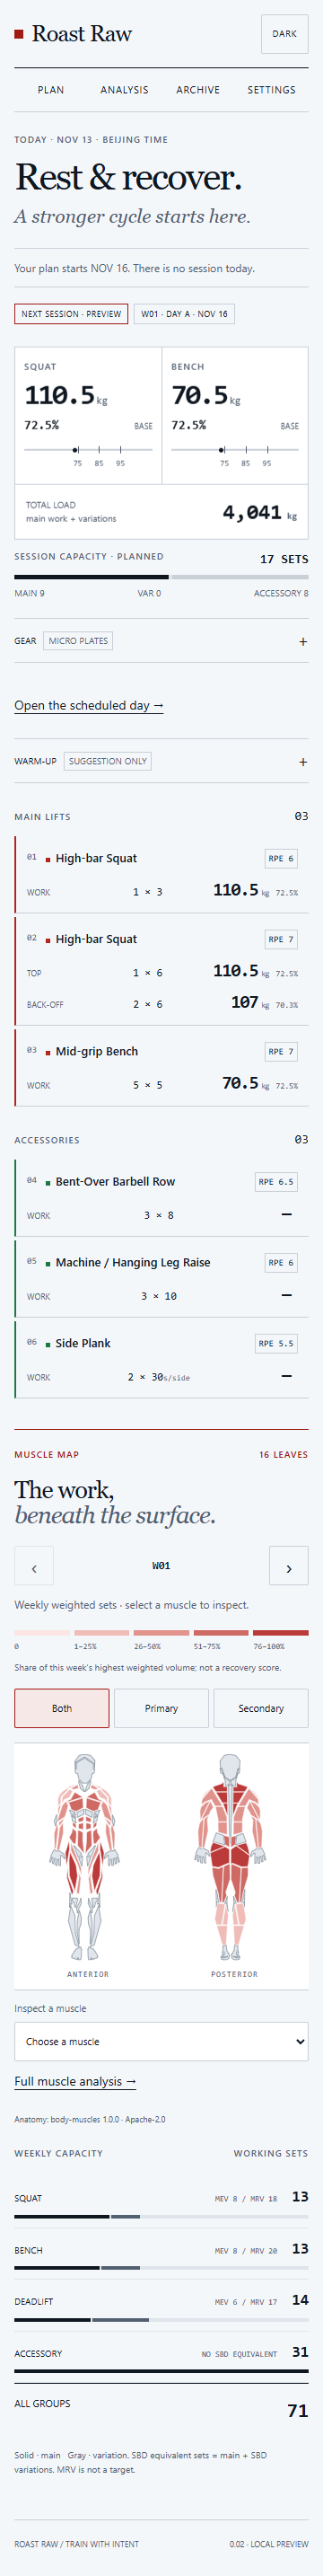 Roast Raw
DARK
PLAN ANALYSIS ARCHIVE SETTINGS
TODAY · NOV 13 · BEIJING TIME
Rest & recover.
A stronger cycle starts here.
Your plan starts NOV 16. There is no session today.
NEXT SESSION · PREVIEW
W01 · DAY A · NOV 16
SQUAT
110.5 kg
72.5% BASE
75 85 95
BENCH
70.5 kg
72.5% BASE
75 85 95
TOTAL LOAD
main work + variations
4,041 kg
SESSION CAPACITY · PLANNED 17 SETS
MAIN 9 VAR 0 ACCESSORY 8
GEAR MICRO PLATES +
Open the scheduled day →
WARM-UP SUGGESTION ONLY +
MAIN LIFTS 03
01 High-bar Squat RPE 6
WORK 1 × 3 110.5 kg 72.5%
02 High-bar Squat RPE 7
TOP 1 × 6 110.5 kg 72.5%
BACK-OFF 2 × 6 107 kg 70.3%
03 Mid-grip Bench RPE 7
WORK 5 × 5 70.5 kg 72.5%
ACCESSORIES 03
04 Bent-Over Barbell Row RPE 6.5
WORK 3 × 8 —
05 Machine / Hanging Leg Raise RPE 6
WORK 3 × 10 —
06 Side Plank RPE 5.5
WORK 2 × 30s/side —
MUSCLE MAP 16 LEAVES
The work,
beneath the surface.
‹ W01 ›
Weekly weighted sets · select a muscle to inspect.
0 1–25% 26–50% 51–75% 76–100%
Share of this week's highest weighted volume; not a recovery score.
Both Primary Secondary
ANTERIOR POSTERIOR
Inspect a muscle
Choose a muscle
Full muscle analysis →
Anatomy: body-muscles 1.0.0 · Apache-2.0
WEEKLY CAPACITY WORKING SETS
SQUAT MEV 8 / MRV 18 13
BENCH MEV 8 / MRV 20 13
DEADLIFT MEV 6 / MRV 17 14
ACCESSORY NO SBD EQUIVALENT 31
ALL GROUPS 71
Solid · main Gray · variation. SBD equivalent sets = main + SBD
variations. MRV is not a target.
ROAST RAW / TRAIN WITH INTENT 0.02 · LOCAL PREVIEW